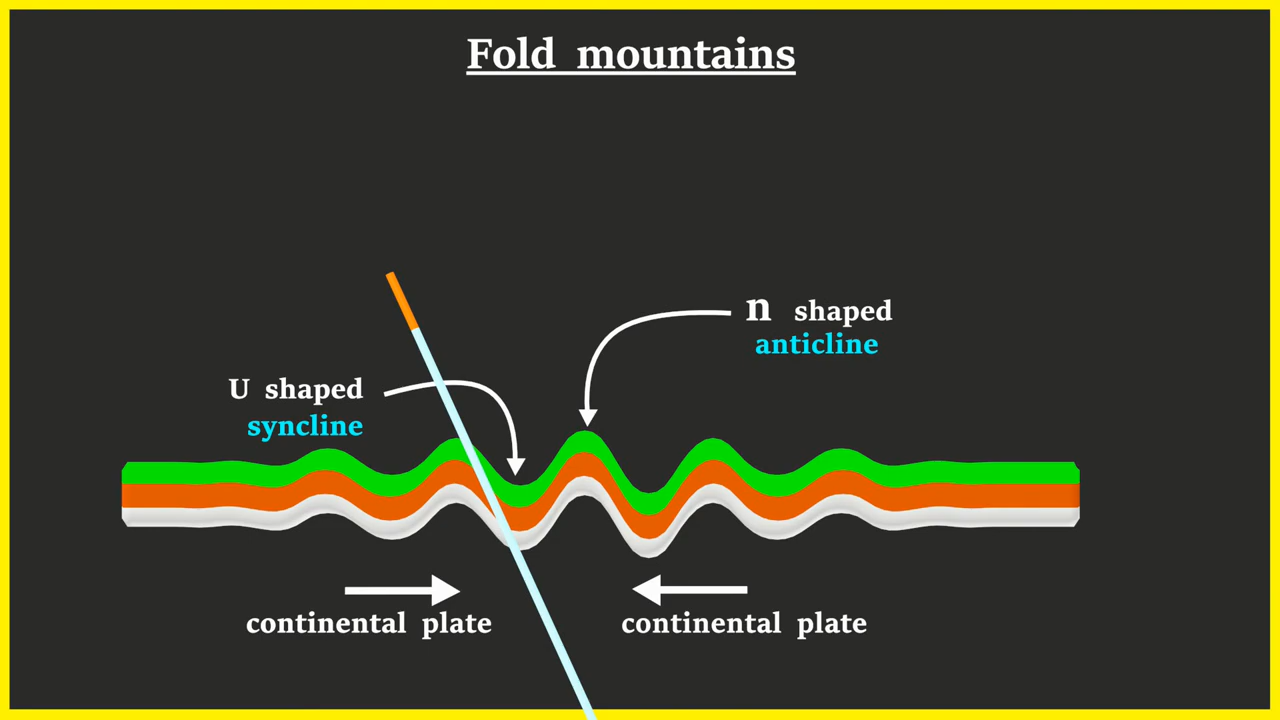 Fold mountains
n shaped
anticline
U shaped
syncline
continental plate
continental plate